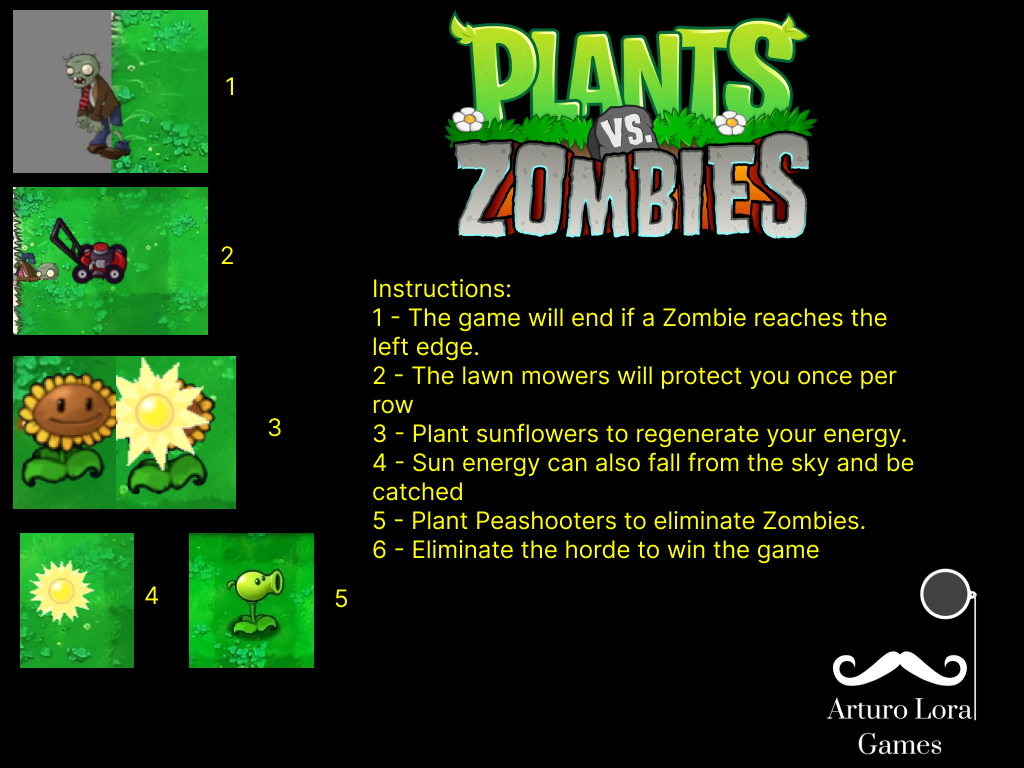 PLANTS
VS.
ZOMBIES
1
2
3
4
5
Instructions:
1 - The game will end if a Zombie reaches the
left edge.
2 - The lawn mowers will protect you once per
row
3 - Plant sunflowers to regenerate your energy.
4 - Sun energy can also fall from the sky and be
catched
5 - Plant Peashooters to eliminate Zombies.
6 - Eliminate the horde to win the game
Arturo Lora
Games